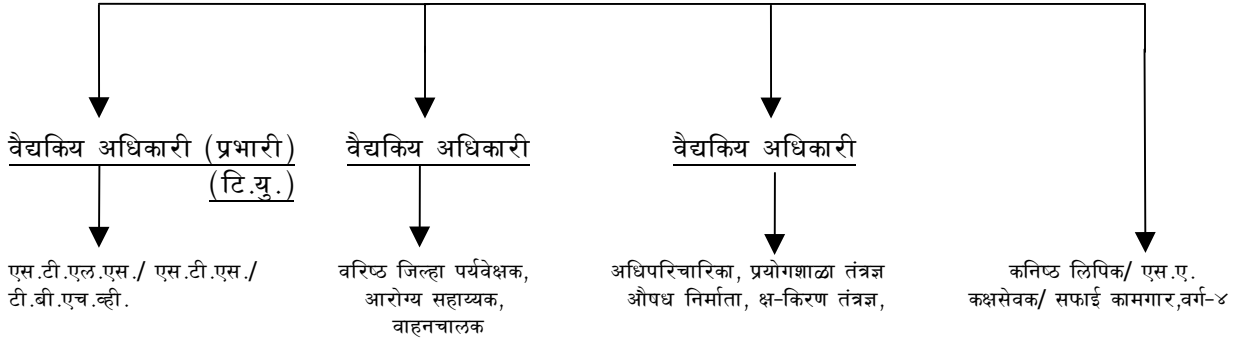 वैद्यकिय अधिकारी (प्रभारी)
(टि.यु.)
वैद्यकिय अधिकारी
वैद्यकिय अधिकारी
एस.टी.एल.एस./ एस.टी.एस./
टी.बी.एच.व्ही.
वरिष्ठ जिल्हा पर्यवेक्षक,
आरोग्य सहाय्यक,
वाहनचालक
अधिपरिचारिका, प्रयोगशाळा तंत्रज्ञ
औषध निर्माता, क्ष-किरण तंत्रज्ञ,
कनिष्ठ लिपिक/ एस.ए.
कक्षसेवक/ सफाई कामगार,वर्ग-४